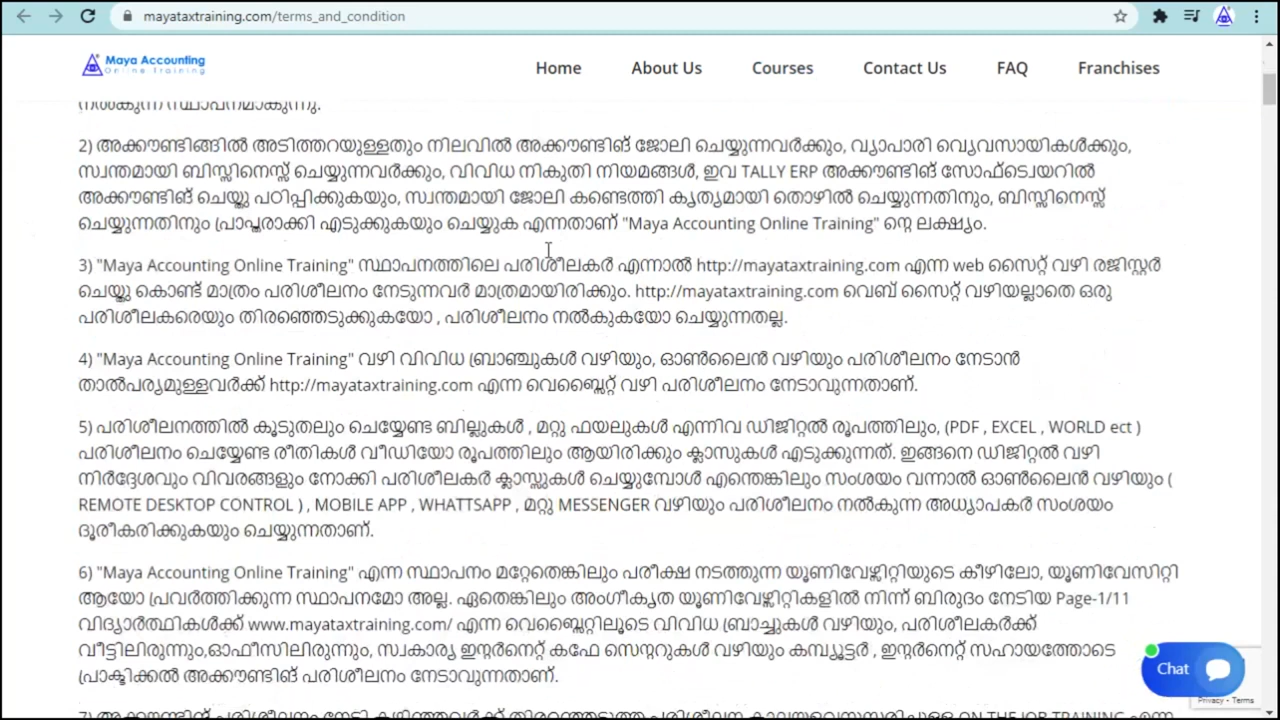 mayataxtraining.com/terms_and_condition
Maya Accounting
Online Training
Home About Us Courses Contact Us FAQ Franchises
നൽകുന്ന സ്ഥാപനമാകുന്നു.
2) അക്കൗണ്ടിങ്ങിൽ അടിത്തറയുള്ളതും നിലവിൽ അക്കൗണ്ടിങ് ജോലി ചെയ്യുന്നവർക്കും, വ്യാപാരി വ്യെവസായികൾക്കും,
സ്വന്തമായി ബിസ്സിനെസ്സ് ചെയ്യുന്നവർക്കും, വിവിധ നികുതി നിയമങ്ങൾ, ഇവ TALLY ERP അക്കൗണ്ടിങ് സോഫ്ട്‍വെയറിൽ
അക്കൗണ്ടിങ് ചെയ്തു പഠിപ്പിക്കുകയും, സ്വന്തമായി ജോലി കണ്ടെത്തി കൃത്യമായി തൊഴിൽ ചെയ്യുന്നതിനും, ബിസ്സിനെസ്സ്
ചെയ്യുന്നതിനും പ്രാപ്തരാക്കി എടുക്കുകയും ചെയ്യുക എന്നതാണ് "Maya Accounting Online Training" ന്റെ ലക്ഷ്യം.
3) "Maya Accounting Online Training" സ്ഥാപനത്തിലെ പരിശീലകർ എന്നാൽ http://mayataxtraining.com എന്ന web സൈറ്റ് വഴി രജിസ്റ്റർ
ചെയ്തു കൊണ്ട് മാത്രം പരിശീലനം നേടുന്നവർ മാത്രമായിരിക്കും. http://mayataxtraining.com വെബ് സൈറ്റ് വഴിയല്ലാതെ ഒരു
പരിശീലകരെയും തിരഞ്ഞെടുക്കുകയോ , പരിശീലനം നൽകുകയോ ചെയ്യുന്നതല്ല.
4) "Maya Accounting Online Training" വഴി വിവിധ ബ്രാഞ്ചുകൾ വഴിയും, ഓൺലൈൻ വഴിയും പരിശീലനം നേടാൻ
താൽപര്യമുള്ളവർക്ക് http://mayataxtraining.com എന്ന വെബ്സൈറ്റ് വഴി പരിശീലനം നേടാവുന്നതാണ്.
5) പരിശീലനത്തിൽ കൂടുതലും ചെയ്യേണ്ട ബില്ലുകൾ , മറ്റു ഫയലുകൾ എന്നിവ ഡിജിറ്റൽ രൂപത്തിലും, (PDF , EXCEL , WORLD ect )
പരിശീലനം ചെയ്യേണ്ട രീതികൾ വീഡിയോ രൂപത്തിലും ആയിരിക്കും ക്ലാസുകൾ എടുക്കുന്നത്. ഇങ്ങനെ ഡിജിറ്റൽ വഴി
നിർദ്ദേശവും വിവരങ്ങളും നോക്കി പരിശീലകർ ക്ലാസ്സുകൾ ചെയ്യുമ്പോൾ എന്തെങ്കിലും സംശയം വന്നാൽ ഓൺലൈൻ വഴിയും (
REMOTE DESKTOP CONTROL ) , MOBILE APP , WHATTSAPP , മറ്റു MESSENGER വഴിയും പരിശീലനം നൽകുന്ന അധ്യാപകർ സംശയം
ദൂരീകരിക്കുകയും ചെയ്യുന്നതാണ്.
6) "Maya Accounting Online Training" എന്ന സ്ഥാപനം മറ്റേതെങ്കിലും പരീക്ഷ നടത്തുന്ന യൂണിവേഴ്സിറ്റിയുടെ കീഴിലോ, യൂണിവേസിറ്റി
ആയോ പ്രവർത്തിക്കുന്ന സ്ഥാപനമോ അല്ല. ഏതെങ്കിലും അംഗീകൃത യൂണിവേഴ്സിറ്റികളിൽ നിന്ന് ബിരുദം നേടിയ Page-1/11
വിദ്യാർത്ഥികൾക്ക് www.mayataxtraining.com/ എന്ന വെബ്സൈറ്റിലൂടെ വിവിധ ബ്രാച്ചുകൾ വഴിയും, പരിശീലകർക്ക്
വീട്ടിലിരുന്നും,ഓഫീസിലിരുന്നും, സ്വകാര്യ ഇന്റർനെറ്റ് കഫേ സെന്ററുകൾ വഴിയും കമ്പ്യൂട്ടർ , ഇന്റർനെറ്റ് സഹായത്തോടെ
പ്രാക്ടിക്കൽ അക്കൗണ്ടിങ് പരിശീലനം നേടാവുന്നതാണ്.
Chat
Privacy - Terms